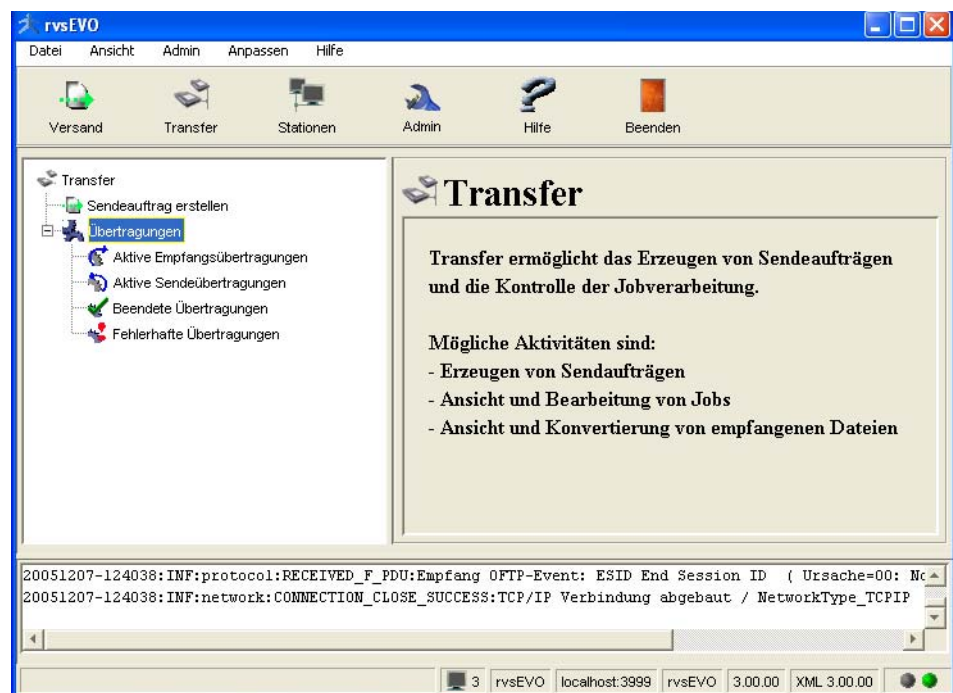 rvsEVO
Datei Ansicht Admin Anpassen Hilfe
Versand Transfer Stationen Admin Hilfe Beenden
Transfer
Sendeauftrag erstellen
Übertragungen
Aktive Empfangsübertragungen
Aktive Sendeübertragungen
Beendete Übertragungen
Fehlerhafte Übertragungen
Transfer
Transfer ermöglicht das Erzeugen von Sendeaufträgen
und die Kontrolle der Jobverarbeitung.
Mögliche Aktivitäten sind:
- Erzeugen von Sendaufträgen
- Ansicht und Bearbeitung von Jobs
- Ansicht und Konvertierung von empfangenen Dateien
20051207-124038:INF:protocol:RECEIVED_F_PDU:Empfang OFTP-Event: ESID End Session ID ( Ursache=00:
20051207-124038:INF:network:CONNECTION_CLOSE_SUCCESS:TCP/IP Verbindung abgebaut / NetworkType_TCPIP
3 rvsEVO localhost:3999 rvsEVO 3.00.00 XML 3.00.00